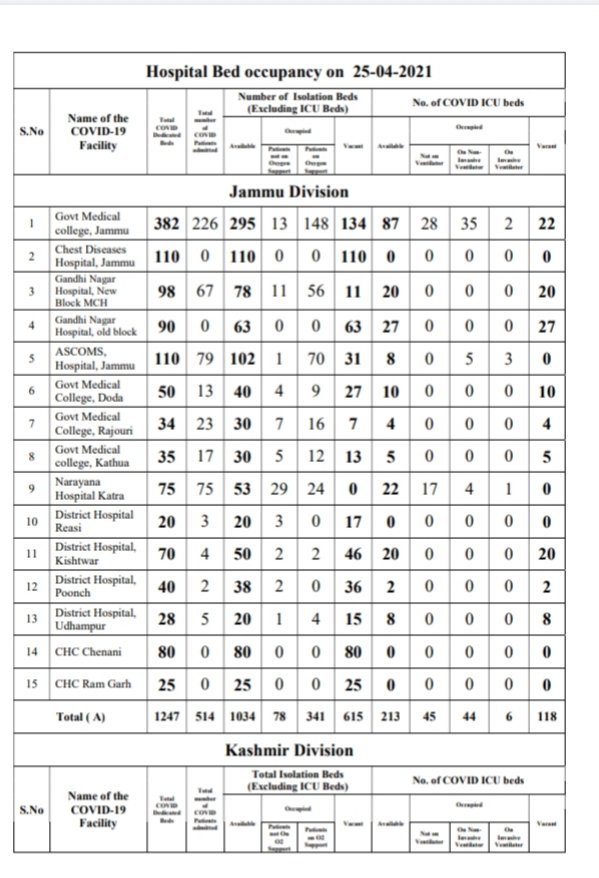 Hospital Bed occupancy on 25-04-2021
S.No
Name of the
COVID-19
Facility
Total
COVID
Dedicated
Beds
Total
number
of
COVID
Patients
admitted
Number of Isolation Beds
(Excluding ICU Beds)
Available
Occupied
Patients
not on
Oxygen
Support
Patients
on
Oxygen
Support
Vacant
No. of COVID ICU beds
Available
Occupied
Not on
Ventilator
On Non-
Invasive
Ventilator
On
Invasive
Ventilator
Vacant
Jammu Division
1 Govt Medical college, Jammu 382 226 295 13 148 134 87 28 35 2 22
2 Chest Diseases Hospital, Jammu 110 0 110 0 0 110 0 0 0 0 0
3 Gandhi Nagar Hospital, New Block MCH 98 67 78 11 56 11 20 0 0 0 20
4 Gandhi Nagar Hospital, old block 90 0 63 0 0 63 27 0 0 0 27
5 ASCOMS, Hospital, Jammu 110 79 102 1 70 31 8 0 5 3 0
6 Govt Medical College, Doda 50 13 40 4 9 27 10 0 0 0 10
7 Govt Medical College, Rajouri 34 23 30 7 16 7 4 0 0 0 4
8 Govt Medical college, Kathua 35 17 30 5 12 13 5 0 0 0 5
9 Narayana Hospital Katra 75 75 53 29 24 0 22 17 4 1 0
10 District Hospital Reasi 20 3 20 3 0 17 0 0 0 0 0
11 District Hospital, Kishtwar 70 4 50 2 2 46 20 0 0 0 20
12 District Hospital, Poonch 40 2 38 2 0 36 2 0 0 0 2
13 District Hospital, Udhampur 28 5 20 1 4 15 8 0 0 0 8
14 CHC Chenani 80 0 80 0 0 80 0 0 0 0 0
15 CHC Ram Garh 25 0 25 0 0 25 0 0 0 0 0
Total ( A) 1247 514 1034 78 341 615 213 45 44 6 118
Kashmir Division
S.No
Name of the
COVID-19
Facility
Total
COVID
Dedicated
Beds
Total
number
of
COVID
Patients
admitted
Total Isolation Beds
(Excluding ICU Beds)
Available
Occupied
Patients
not On
O2
Support
Patients
on O2
Support
Vacant
No. of COVID ICU beds
Available
Occupied
Not on
Ventilator
On Non-
Invasive
Ventilator
On
Invasive
Ventilator
Vacant